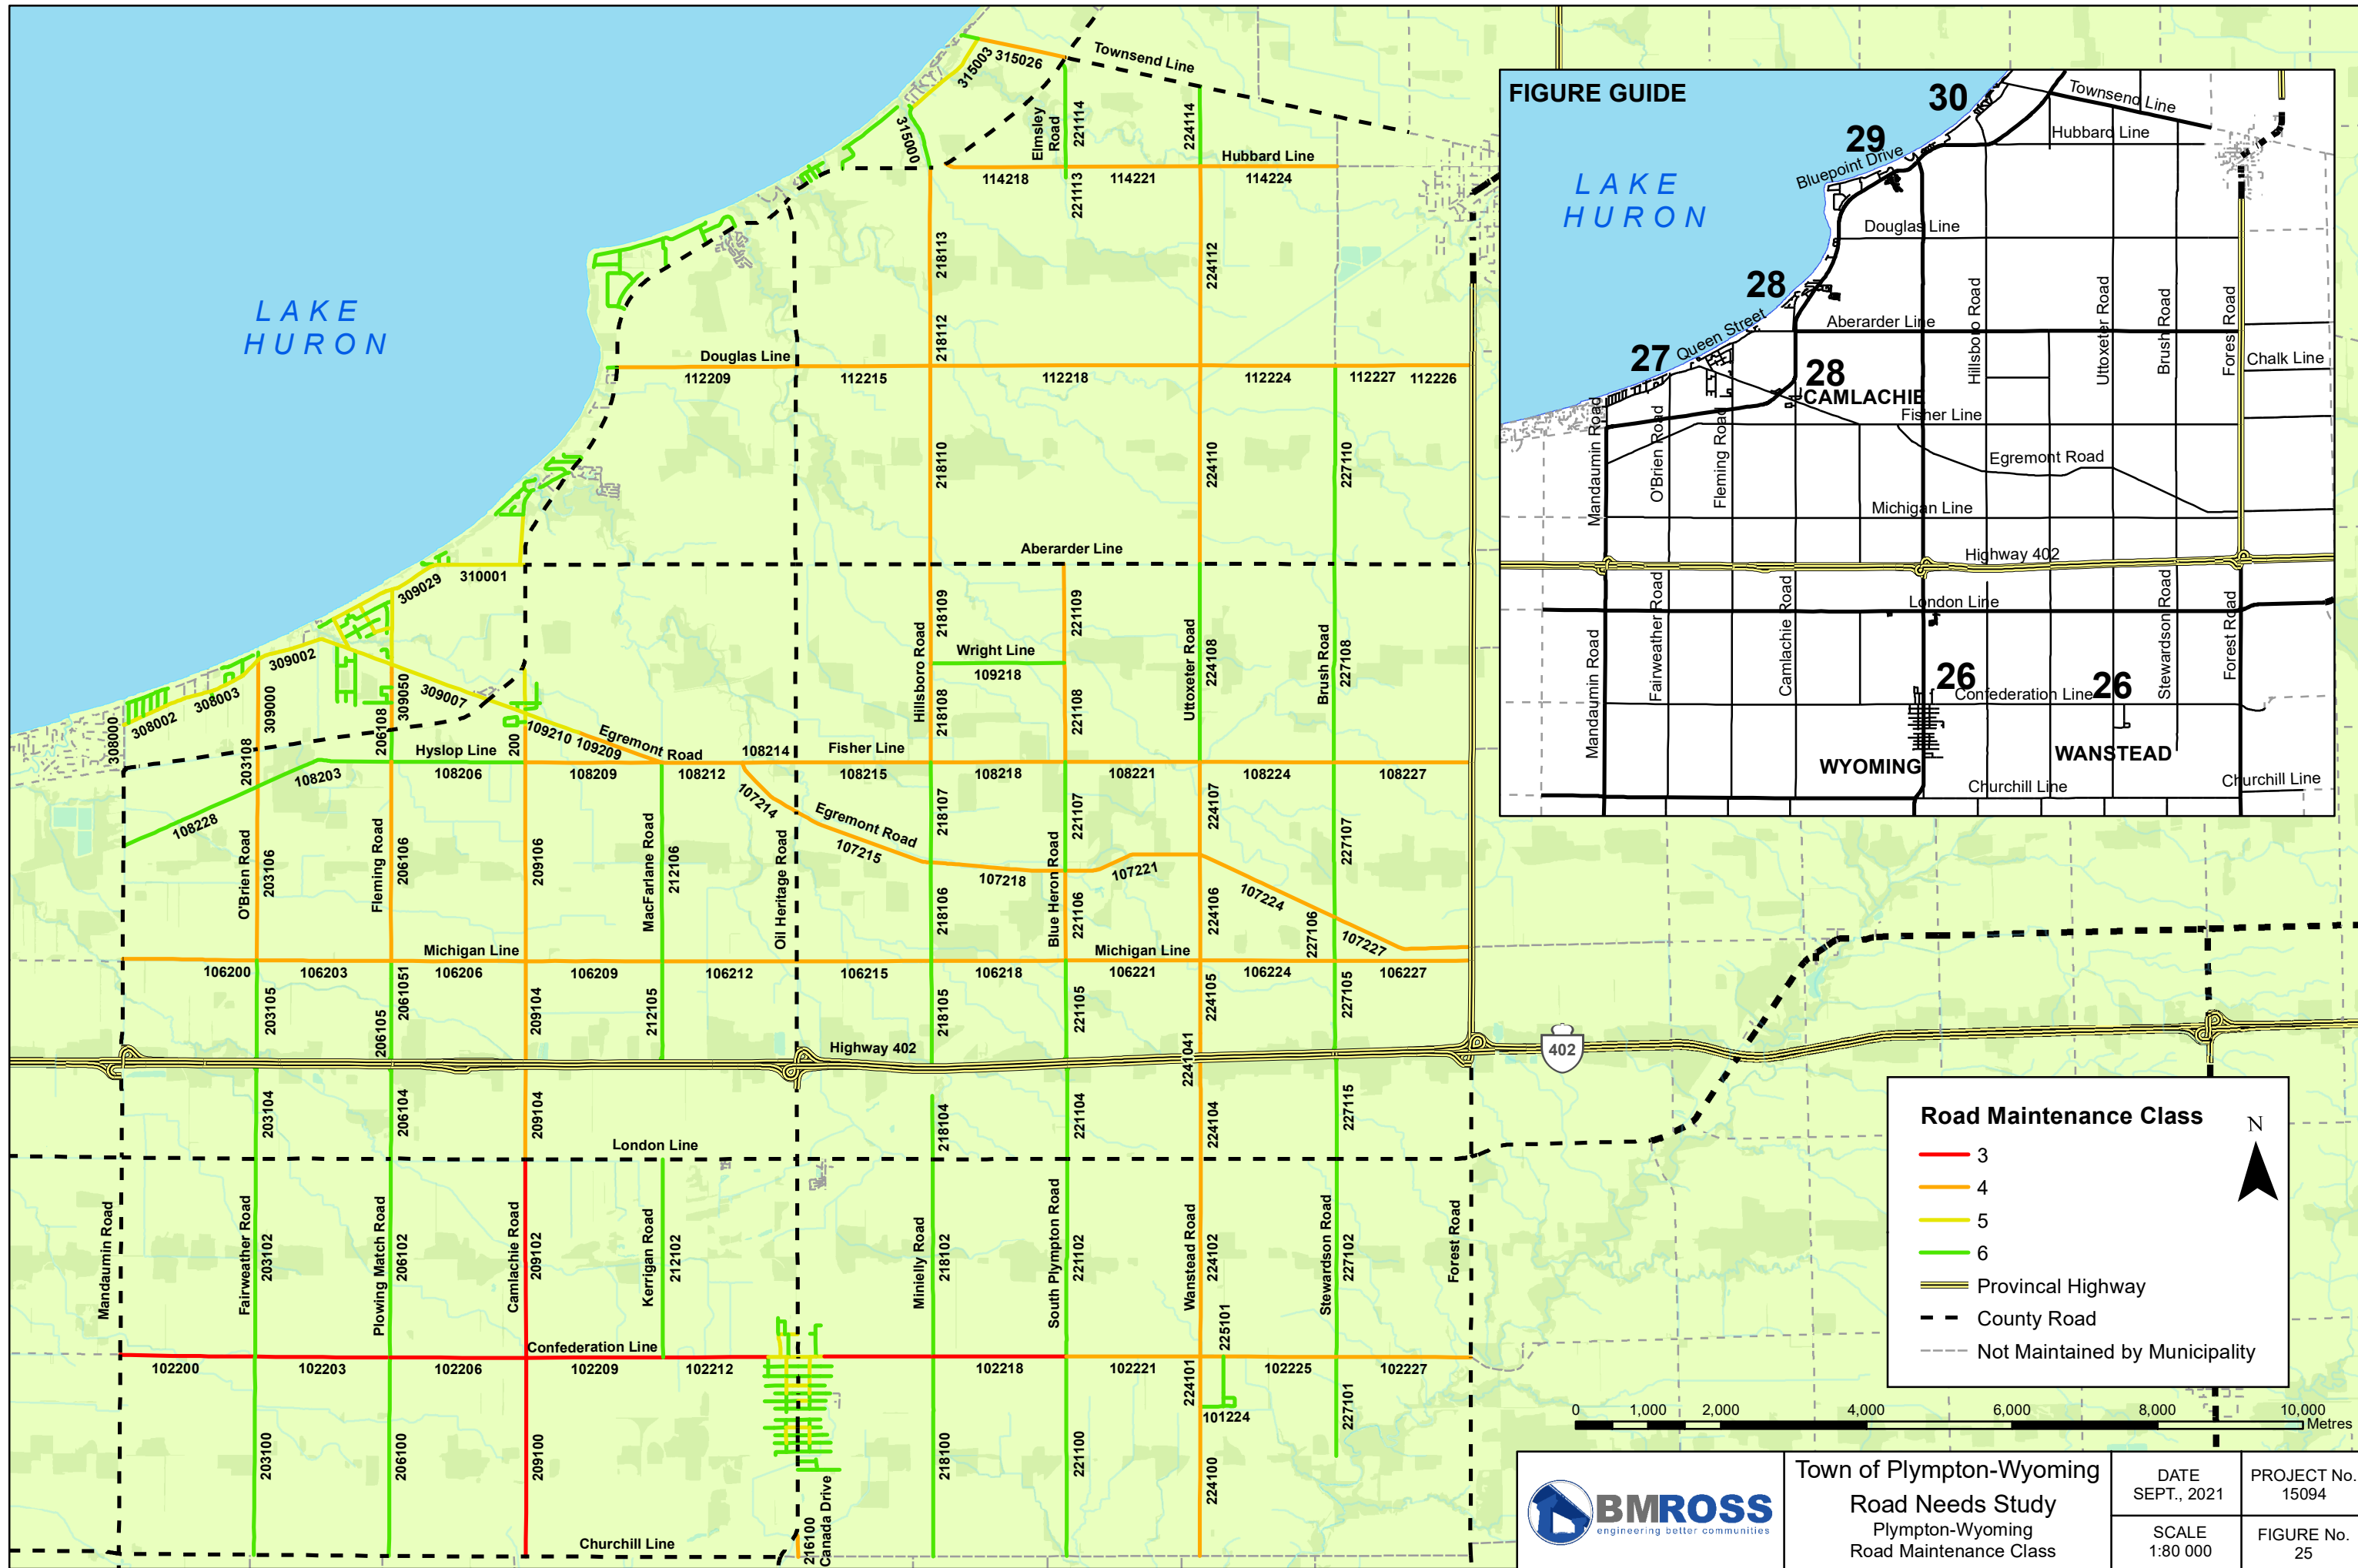 315003
315026
Townsend Line
315000
Elmsley
Road
221114
224114
Hubbard Line
114218
114221
114224
221113
218113
224112
LAKE
HURON
218112
Douglas Line
112209
112215
112218
112224
112227
112226
218110
224110
227110
Aberarder Line
309029
310001
218109
221109
Hillsboro Road
Wright Line
109218
Uttoxeter Road
224108
Brush Road
227108
309002
308003
308002
308000
309000
309050
309007
203108
206108
200
109210
109209
Egremont Road
218108
221108
Hyslop Line
108214
Fisher Line
108203
108206
108209
108212
108215
108218
108221
108224
108227
108228
107214
Egremont Road
107215
218107
221107
224107
227107
O'Brien Road
203106
Fleming Road
206106
209106
MacFarlane Road
212106
Oil Heritage Road
218106
107218
Blue Heron Road
221106
107221
224106
107224
227106
107227
Michigan Line
Michigan Line
106200
106203
106206
106209
106212
106215
106218
106221
106224
106227
203105
206105
2061051
209104
212105
218105
221105
224105
227105
Highway 402
2241041
402
203104
206104
209104
218104
221104
224104
227115
London Line
Mandaumin Road
Fairweather Road
203102
Plowing Match Road
206102
Camlachie Road
209102
Kerrigan Road
212102
Minielly Road
218102
South Plympton Road
221102
Wanstead Road
224102
Stewardson Road
227102
Forest Road
225101
Confederation Line
102200
102203
102206
102209
102212
102218
102221
102225
102227
224101
101224
227101
203100
206100
209100
218100
221100
224100
216100
Canada Drive
Churchill Line
FIGURE GUIDE
30
Townsend Line
29
Hubbard Line
Bluepoint Drive
LAKE
HURON
Douglas Line
28
Queen Street
Aberarder Line
27
28
CAMLACHIE
Hillsboro Road
Uttoxeter Road
Brush Road
Forest Road
Chalk Line
Fisher Line
Mandaumin Road
O'Brien Road
Fleming Road
Egremont Road
Michigan Line
Highway 402
London Line
Mandaumin Road
Fairweather Road
Camlachie Road
Stewardson Road
Forest Road
26
Confederation Line
26
WYOMING
WANSTEAD
Churchill Line
Churchill Line
Road Maintenance Class
N
3
4
5
6
Provincal Highway
County Road
Not Maintained by Municipality
0
1,000
2,000
4,000
6,000
8,000
10,000
Metres
BMROSS
engineering better communities
Town of Plympton-Wyoming
Road Needs Study
Plympton-Wyoming
Road Maintenance Class
DATE
SEPT., 2021
PROJECT No.
15094
SCALE
1:80 000
FIGURE No.
25